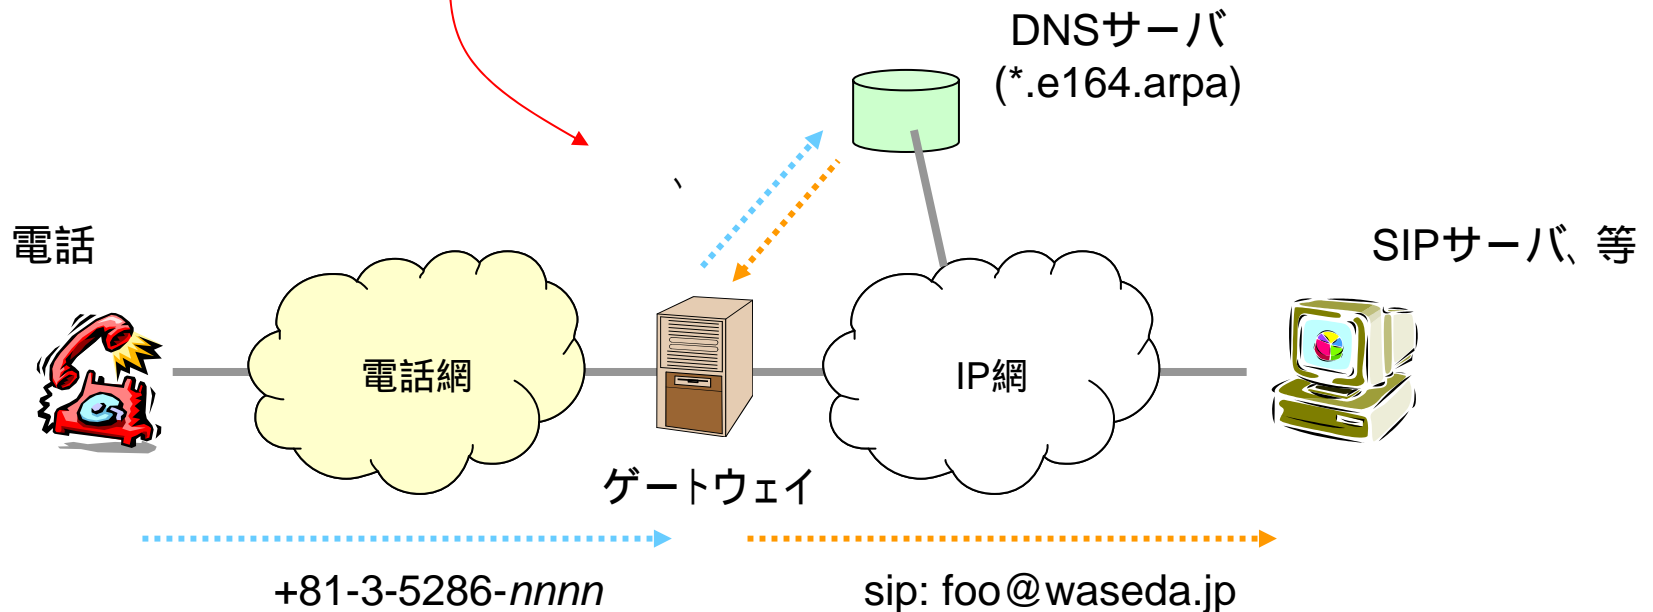 DNSサーバ
(*.e164.arpa)
、
電話
SIPサーバ、等
電話網
IP網
ゲートウェイ
+81-3-5286-nnnn
sip: foo@waseda.jp